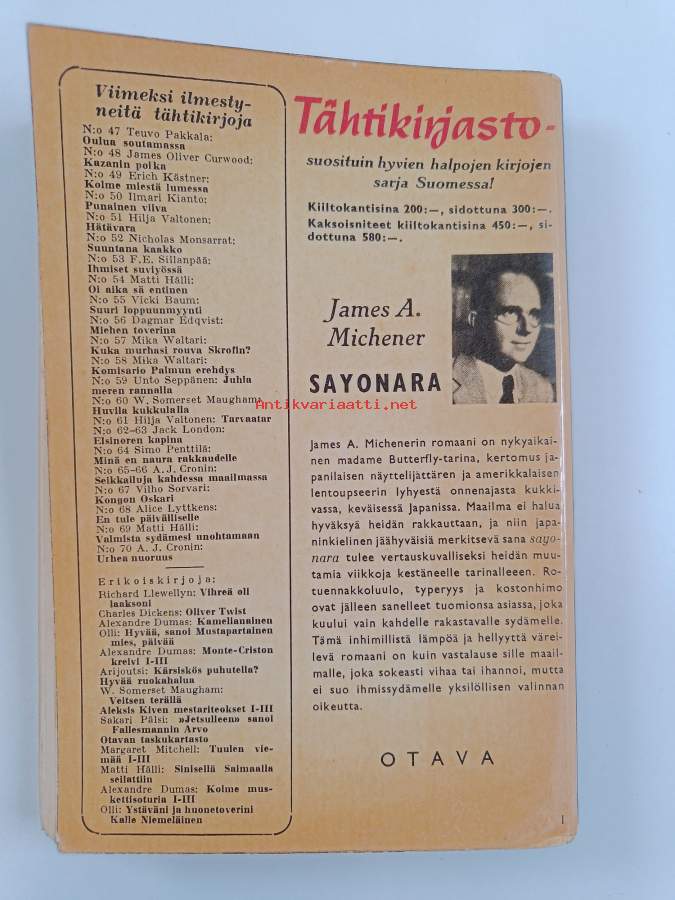 Viimeksi ilmesty-
neitä tähtikirjoja
N:o 47 Teuvo Pakkala:
Oulua soutamassa
N:o 48 James Oliver Curwood:
Kazanin poika
N:o 49 Erich Kästner:
Kolme miestä lumessa
N:o 50 Ilmari Kianto:
Punainen viiva
N:o 51 Hilja Valtonen:
Hätävara
N:o 52 Nicholas Monsarrat:
Suuntana kaakko
N:o 53 F.E. Sillanpää:
Ihmiset suviyössä
N:o 54 Matti Hälli:
Oi aika sä entinen
N:o 55 Vicki Baum:
Suuri loppuunmyynti
N:o 56 Dagmar Edqvist:
Miehen toverina
N:o 57 Mika Waltari:
Kuka murhasi rouva Skrofin?
N:o 58 Mika Waltari:
Komisario Palmun erehdys
N:o 59 Unto Seppänen: Juhla
meren rannalla
N:o 60 W. Somerset Maugham:
Huvila kukkulalla
N:o 61 Hilja Valtonen: Tarvaatar
N:o 62-63 Jack London:
Elsinoren kapina
N:o 64 Simo Penttilä:
Minä en naura rakkaudelle
N:o 65-66 A.J. Cronin:
Seikkailuja kahdessa maailmassa
N:o 67 Vilho Sorvari:
Kongon Oskari
N:o 68 Alice Lyttkens:
En tule päivälliselle
N:o 69 Matti Hälli:
Valmista sydämesi unohtamaan
N:o 70 A. J. Cronin:
Urhea nuoruus
Erikoiskirjoja:
Richard Llewellyn: Vihreä oli
laaksoni
Charles Dickens: Oliver Twist
Alexandre Dumas: Kamelianainen
Olli: Hyvää, sanoi Mustapartainen
mies, päivää
Alexandre Dumas: Monte-Criston
kreivi I-III
Arijoutsi: Kärsiskös puhutella?
Hyvää ruokahalua
W. Somerset Maugham:
Veitsen terällä
Aleksis Kiven mestariteokset I-III
Sakari Pälsi: »Jetsulleen» sanoi
Fallesmannin Arvo
Otavan taskukartasto
Margaret Mitchell: Tuulen vie-
mää I-III
Matti Hälli: Sinisellä Saimaalla
seilattiin
Alexandre Dumas: Kolme mus-
kettisoturia I-III
Olli: Ystäväni ja huonetoverini
Kalle Niemeläinen
Tähtikirjasto -
suosituin hyvien halpojen kirjojen
sarja Suomessa!
Kiiltokantisina 200:—, sidottuna 300:—.
Kaksoisniteet kiiltokantisina 450:—, si-
dottuna 580:—.
James A.
Michener
SAYONARA
Antikvariaatti.net
James A. Michenerin romaani on nykyaikai-
nen madame Butterfly-tarina, kertomus ja-
panilaisen näyttelijättären ja amerikkalaisen
lentoupseerin lyhyestä onnenajasta kukki-
vassa, keväisessä Japanissa. Maailma ei halua
hyväksyä heidän rakkauttaan, ja niin japa-
ninkielinen jäähyväisiä merkitsevä sana sayo-
nara tulee vertauskuvalliseksi heidän muu-
tamia viikkoja kestäneelle tarinalleeen. Ro-
tuennakkoluulo, typeryys ja kostonhimo
ovat jälleen sanelleet tuomionsa asiassa, joka
kuului vain kahdelle rakastavalle sydämelle.
Tämä inhimillistä lämpöä ja hellyyttä värei-
levä romaani on kuin vastalause sille maail-
malle, joka sokeasti vihaa tai ihannoi, mutta
ei suo ihmissydämelle yksilöllisen valinnan
oikeutta.
OTAVA
1